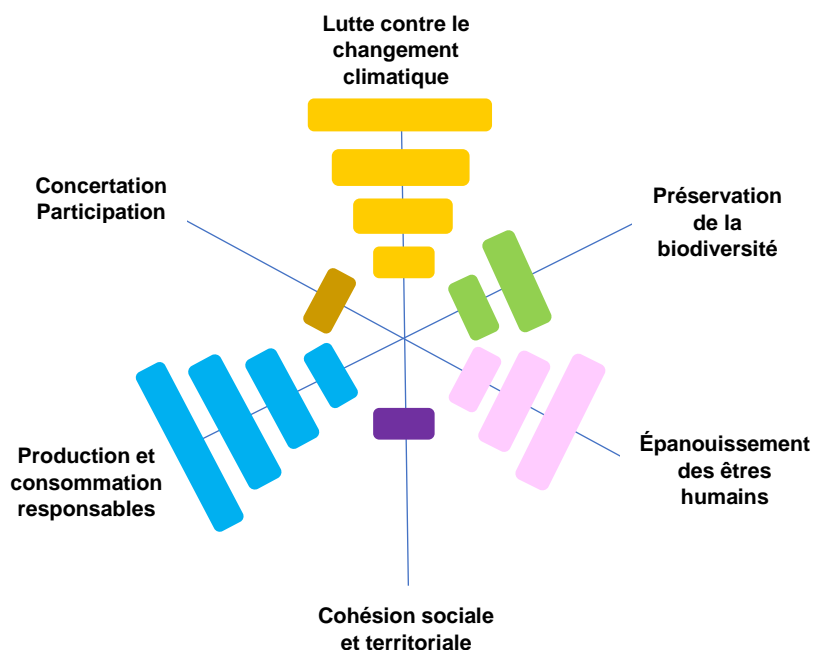 Lutte contre le
changement
climatique
Concertation
Participation
Préservation
de la
biodiversité
Production et
consommation
responsables
Épanouissement
des êtres
humains
Cohésion sociale
et territoriale